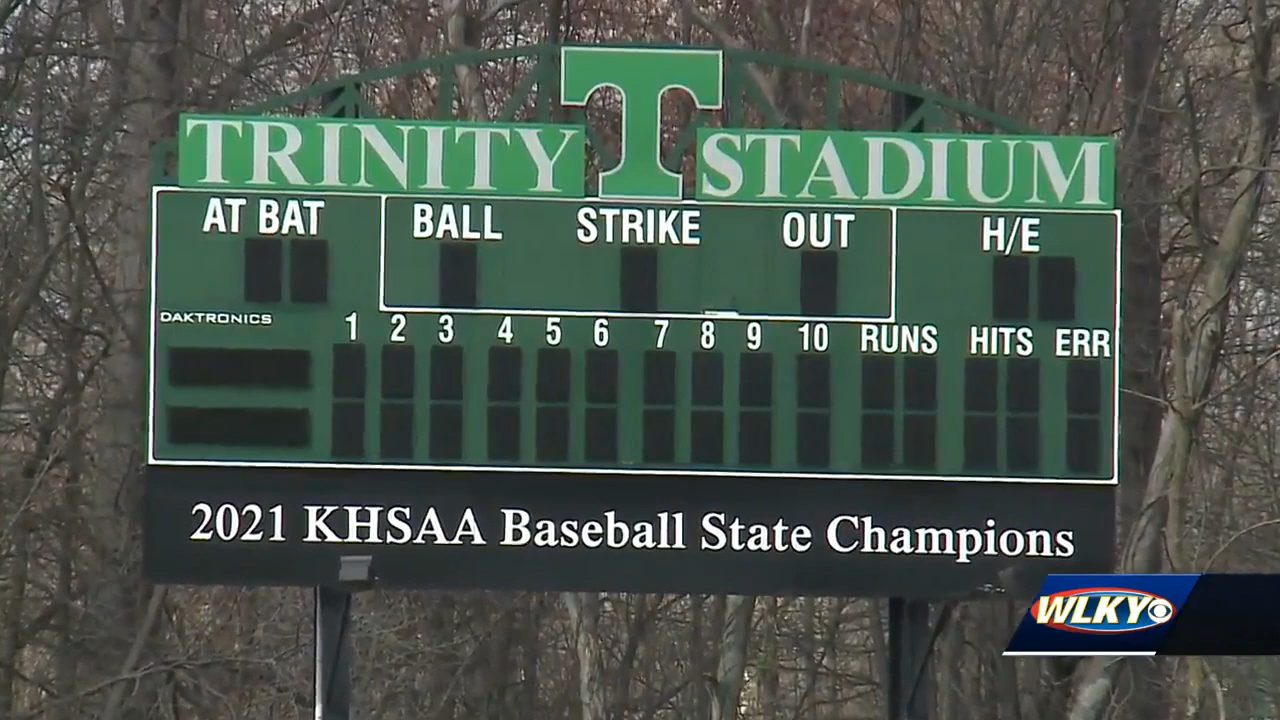 T
TRINITY STADIUM
AT BAT BALL STRIKE OUT H/E
DAKTRONICS
1 2 3 4 5 6 7 8 9 10 RUNS HITS ERR
2021 KHSAA Baseball State Champions
WLKY